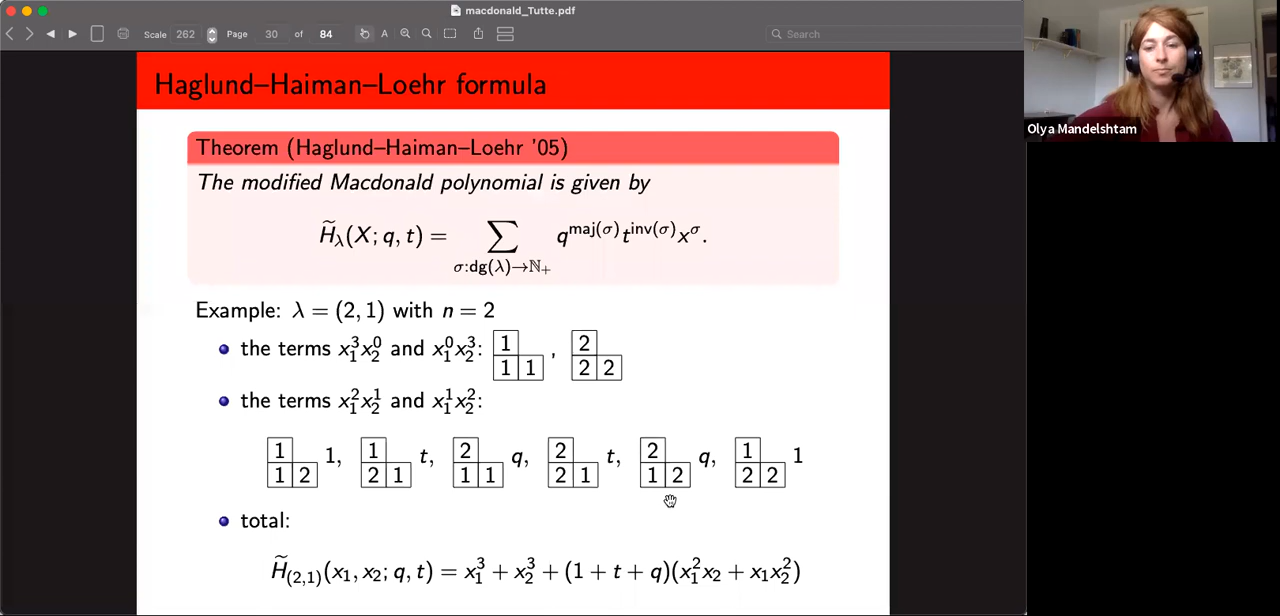 macdonald_Tutte.pdf
Scale 262 Page 30 of 84 Search
Haglund–Haiman–Loehr formula
Theorem (Haglund–Haiman–Loehr '05)
The modified Macdonald polynomial is given by
H̃_λ(X; q, t) = ∑_{σ:dg(λ)→ℕ₊} q^{maj(σ)} t^{inv(σ)} x^σ.
Example: λ = (2, 1) with n = 2
the terms x₁³x₂⁰ and x₁⁰x₂³: 1 , 2
1 1 2 2
the terms x₁²x₂¹ and x₁¹x₂²:
1 1, 1 t, 2 q, 2 t, 2 q, 1 1
1 2 2 1 1 1 2 1 1 2 2 2
total:
H̃_{(2,1)}(x₁, x₂; q, t) = x₁³ + x₂³ + (1 + t + q)(x₁²x₂ + x₁x₂²)
Olya Mandelshtam